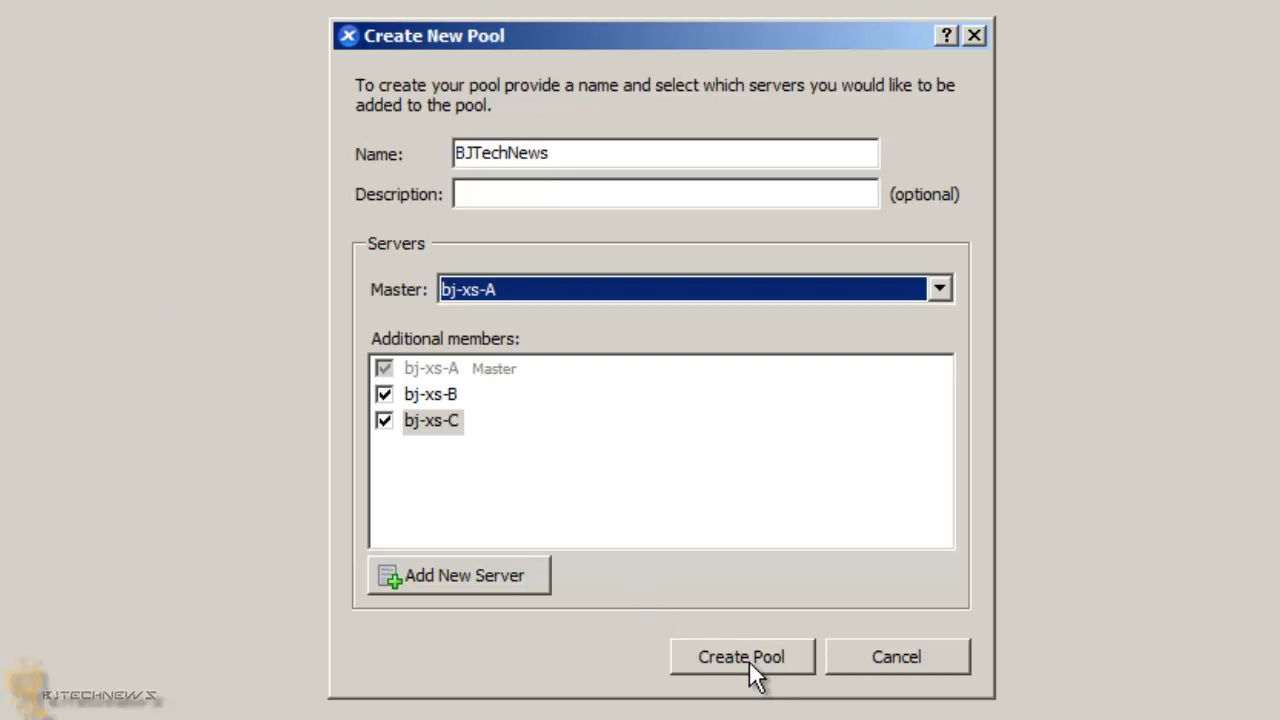 Create New Pool
To create your pool provide a name and select which servers you would like to be
added to the pool.
Name: BJTechNews
Description: (optional)
Servers
Master: bj-xs-A
Additional members:
bj-xs-A Master
bj-xs-B
bj-xs-C
Add New Server
Create Pool Cancel
BJTECHNEWS